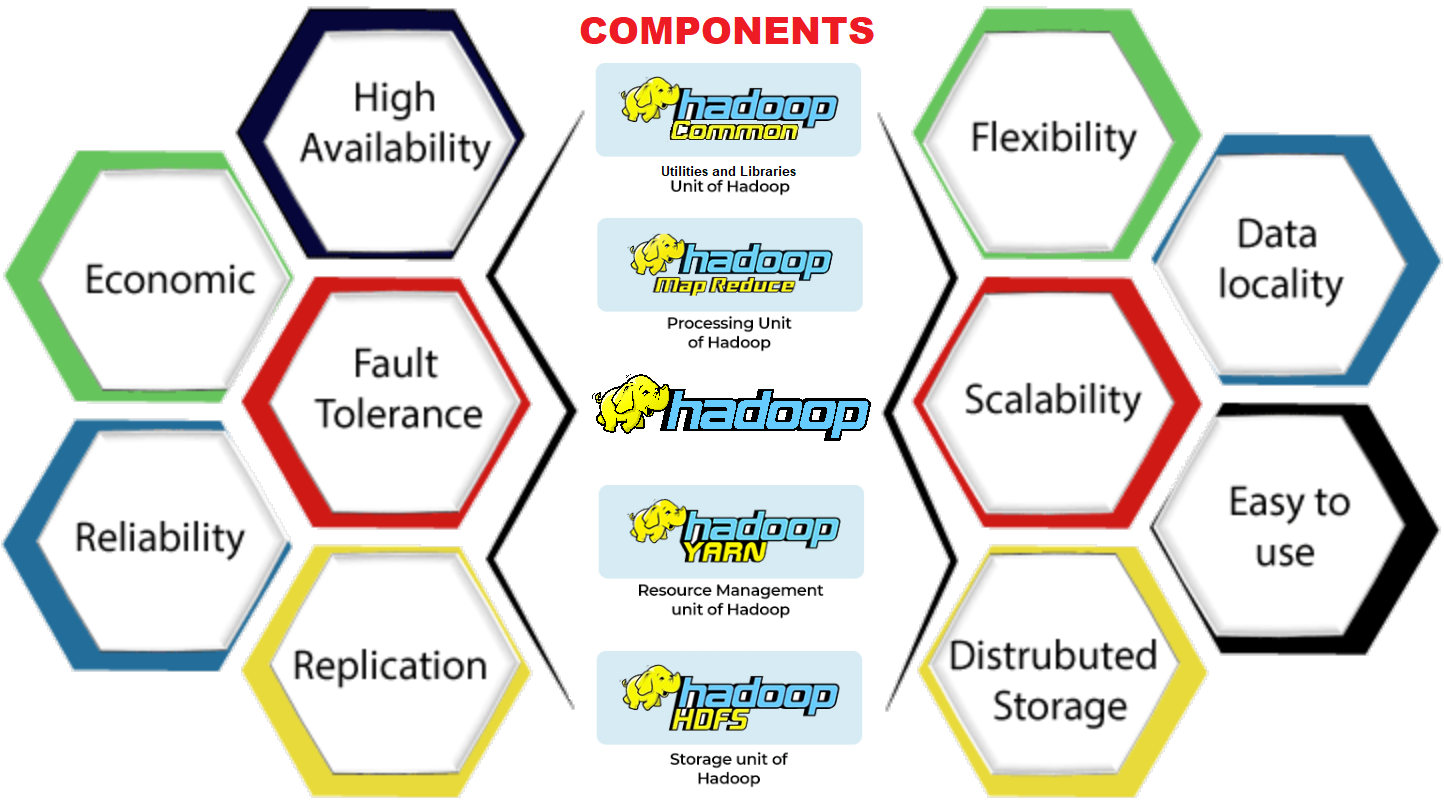 COMPONENTS
High
Availability
Economic
Fault
Tolerance
Reliability
Replication
hadoop
Common
Utilities and Libraries
Unit of Hadoop
hadoop
Map Reduce
Processing Unit
of Hadoop
hadoop
hadoop
YARN
Resource Management
unit of Hadoop
hadoop
HDFS
Storage unit of
Hadoop
Flexibility
Data
locality
Scalability
Easy to
use
Distrubuted
Storage